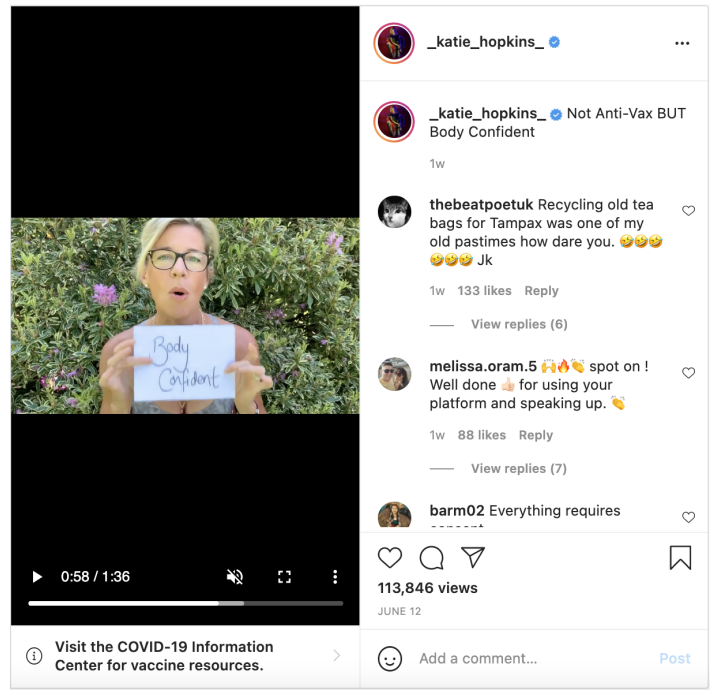 _katie_hopkins_
_katie_hopkins_ Not Anti-Vax BUT
Body Confident
1w
thebeatpoetuk Recycling old tea
bags for Tampax was one of my
old pastimes how dare you. 🤣🤣🤣
🤣🤣🤣 Jk
1w 133 likes Reply
View replies (6)
melissa.oram.5 🙌🔥👏 spot on !
Well done 👍🏻 for using your
platform and speaking up. 👏
1w 88 likes Reply
View replies (7)
barm02 Everything requires
Body
Confident
0:58 / 1:36
Visit the COVID-19 Information
Center for vaccine resources.
113,846 views
JUNE 12
Add a comment... Post